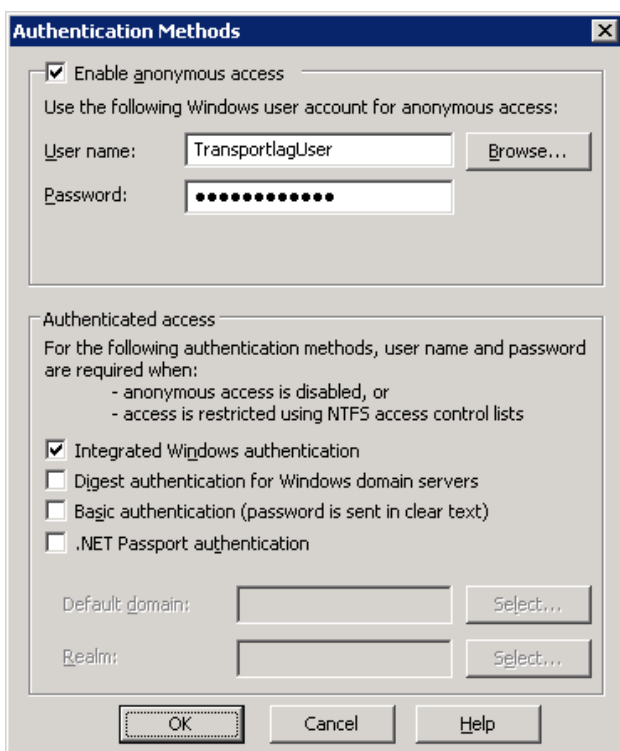 Authentication Methods
Enable anonymous access
Use the following Windows user account for anonymous access:
User name:
TransportlagUser
Browse...
Password:
●●●●●●●●●●●●
Authenticated access
For the following authentication methods, user name and password
are required when:
- anonymous access is disabled, or
- access is restricted using NTFS access control lists
Integrated Windows authentication
Digest authentication for Windows domain servers
Basic authentication (password is sent in clear text)
.NET Passport authentication
Default domain:
Select...
Realm:
Select...
OK
Cancel
Help